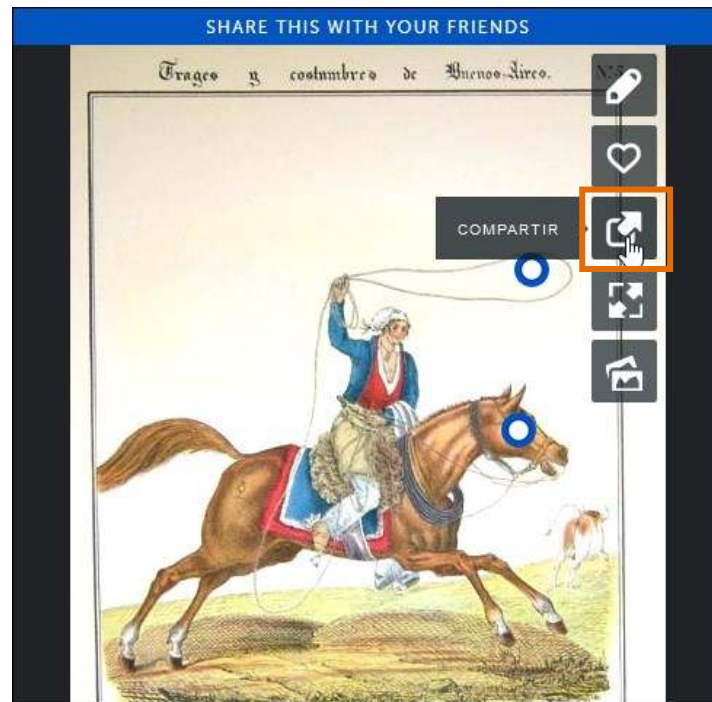 SHARE THIS WITH YOUR FRIENDS
Trages y costumbres de Buenos-Aires.
COMPARTIR